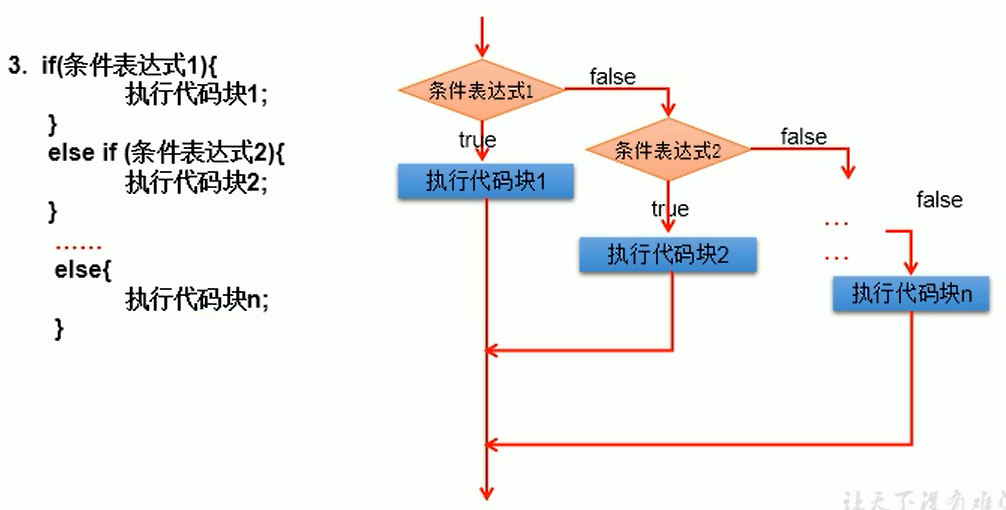 3. if(条件表达式1){
执行代码块1;
}
else if (条件表达式2){
执行代码块2;
}
……
else{
执行代码块n;
}
条件表达式1
false
true
执行代码块1
条件表达式2
false
true
执行代码块2
...
...
false
执行代码块n
让天下没有难